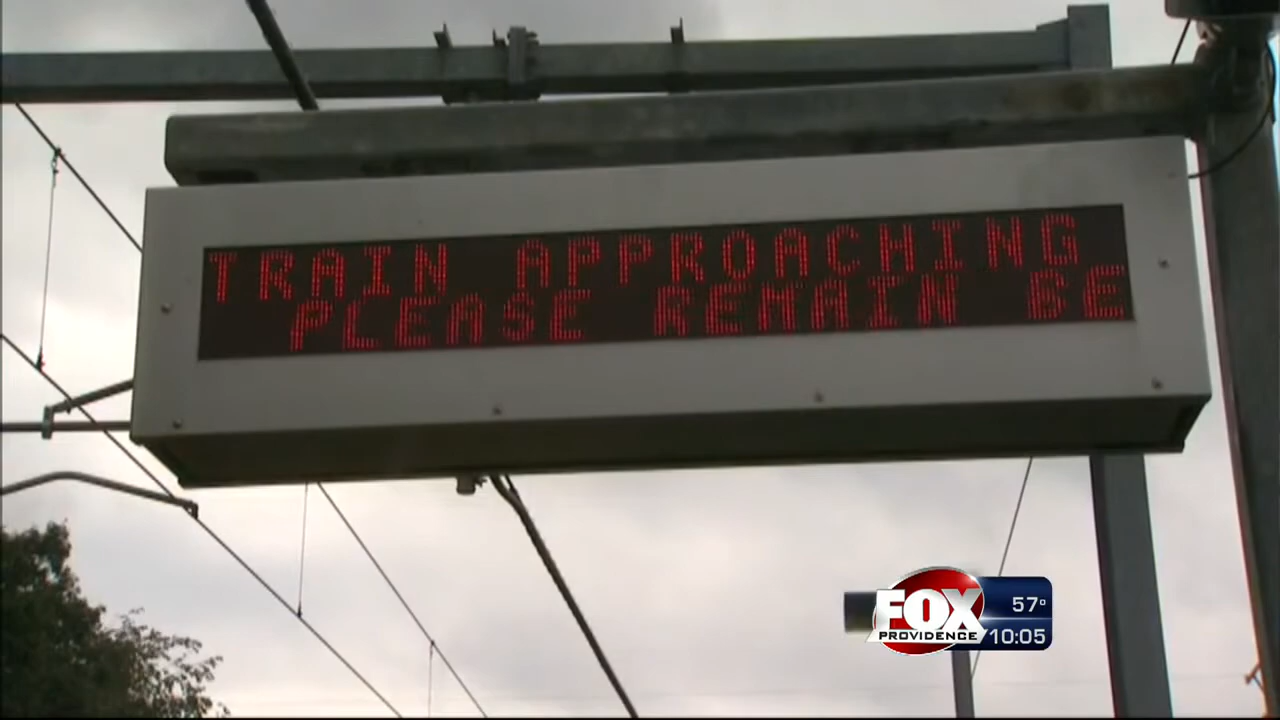 TRAIN APPROACHING
PLEASE REMAIN BE
FOX
PROVIDENCE
57°
10:05